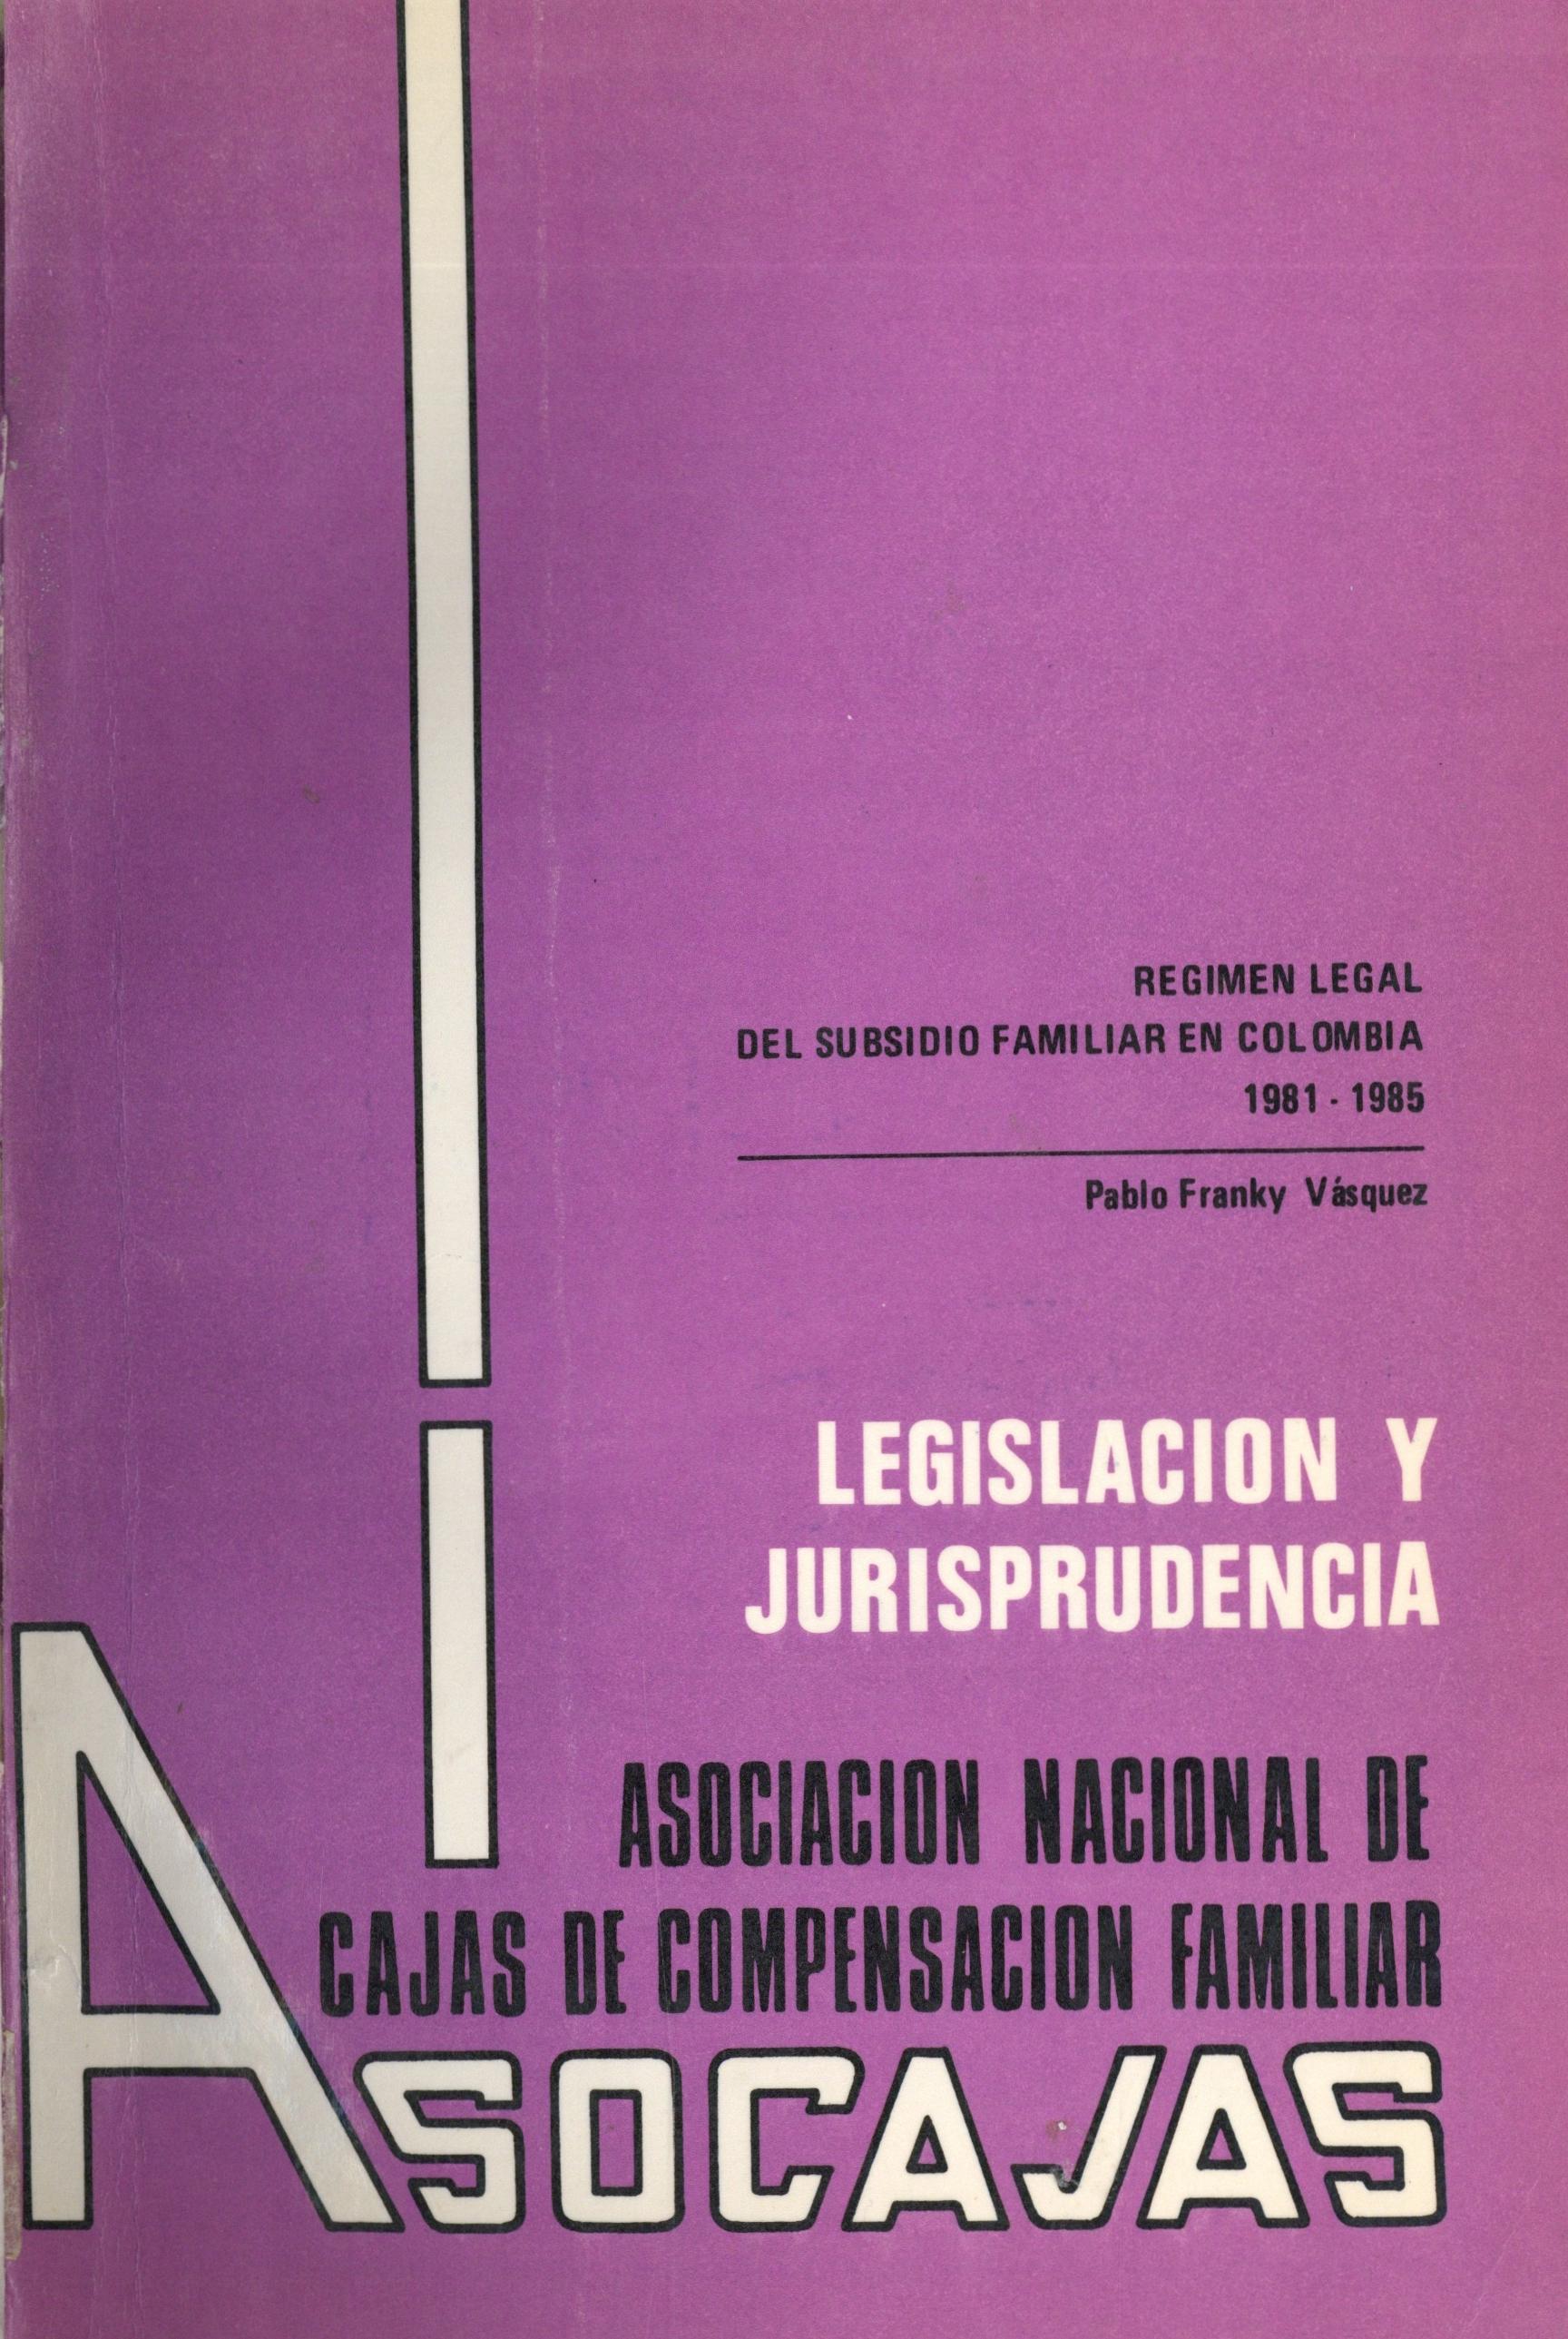 REGIMEN LEGAL
DEL SUBSIDIO FAMILIAR EN COLOMBIA
1981 - 1985
Pablo Franky Vásquez
LEGISLACION Y
JURISPRUDENCIA
ASOCIACION NACIONAL DE
CAJAS DE COMPENSACION FAMILIAR
ASOCAJAS